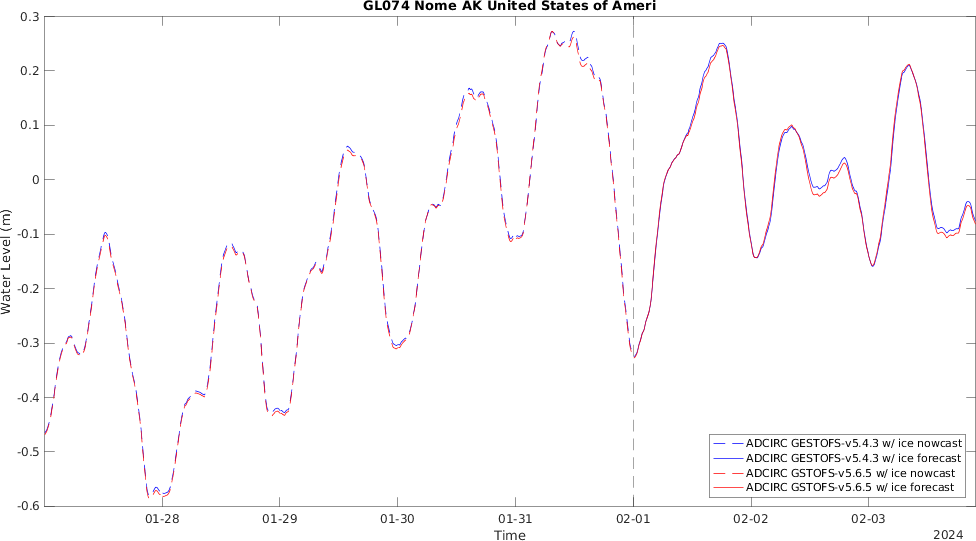 GL074 Nome AK United States of Ameri
0.3
0.2
0.1
0
-0.1
-0.2
-0.3
-0.4
-0.5
-0.6
Water Level (m)
ADCIRC GESTOFS-v5.4.3 w/ ice nowcast
ADCIRC GESTOFS-v5.4.3 w/ ice forecast
ADCIRC GSTOFS-v5.6.5 w/ ice nowcast
ADCIRC GSTOFS-v5.6.5 w/ ice forecast
01-28 01-29 01-30 01-31 02-01 02-02 02-03
Time
2024